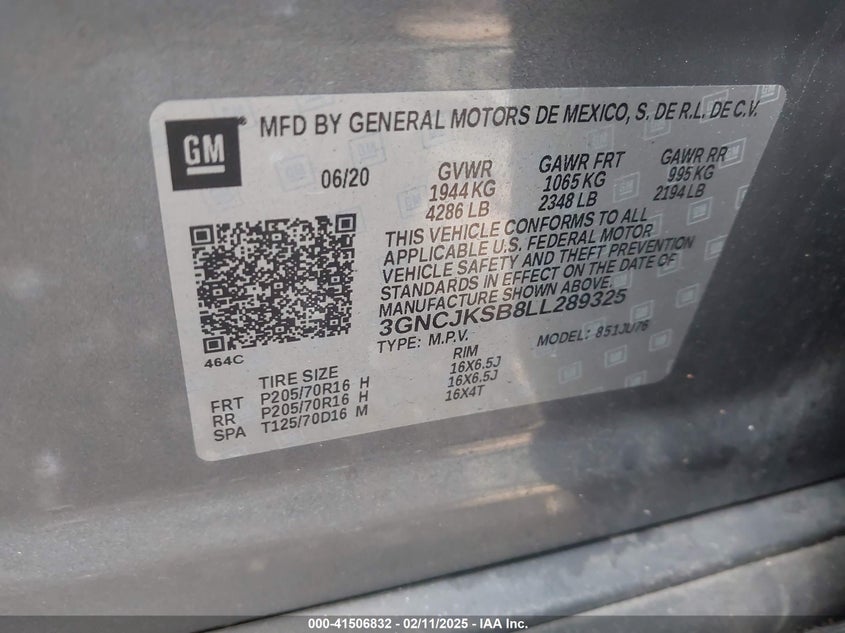 GM
MFD BY GENERAL MOTORS DE MEXICO, S. DE R.L. DE C.V.
06/20
GVWR
1944 KG
4286 LB
GAWR FRT
1065 KG
2348 LB
GAWR RR
995 KG
2194 LB
THIS VEHICLE CONFORMS TO ALL
APPLICABLE U.S. FEDERAL MOTOR
VEHICLE SAFETY AND THEFT PREVENTION
STANDARDS IN EFFECT ON THE DATE OF
MANUFACTURE SHOWN ABOVE.
3GNCJKSB8LL289325
TYPE: M.P.V. MODEL: 851JU76
464C
TIRE SIZE RIM
FRT P205/70R16 H 16X6.5J
RR P205/70R16 H 16X6.5J
SPA T125/70D16 M 16X4T
000-41506832 - 02/11/2025 - IAA Inc.